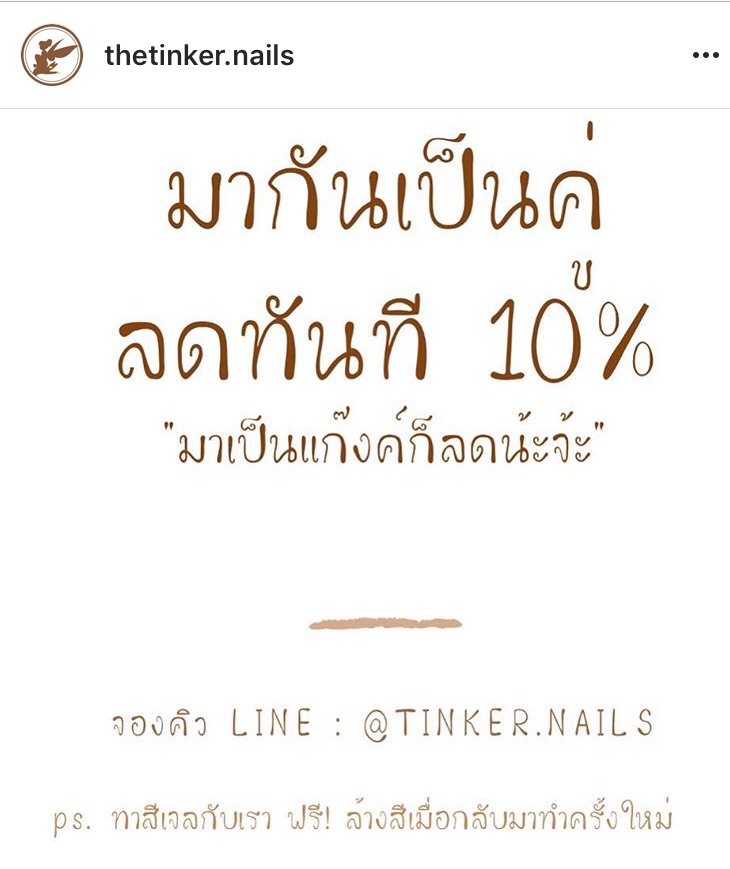 thetinker.nails
มากันเป็นคู่
ลดทันที 10%
"มาเป็นแก๊งค์ก็ลดน้ะจ้ะ"
จองคิว LINE : @TINKER.NAILS
ps. ทาสีเจลกับเรา ฟรี! ล้างสีเมื่อกลับมาทำครั้งใหม่